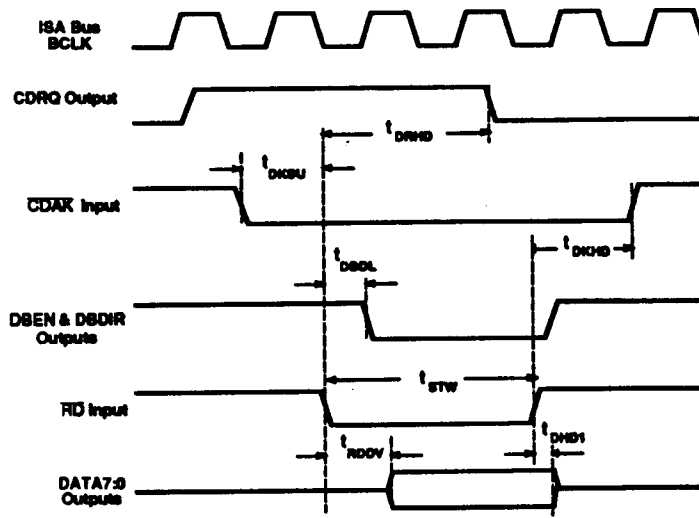 ISA Bus
BCLK
CDRQ Output
tDRHD
tDKSU
CDAK Input
tDKHD
tDBDL
DBEN & DBDIR
Outputs
tSTW
RD Input
tDHD1
tRDDV
DATA7:0
Outputs